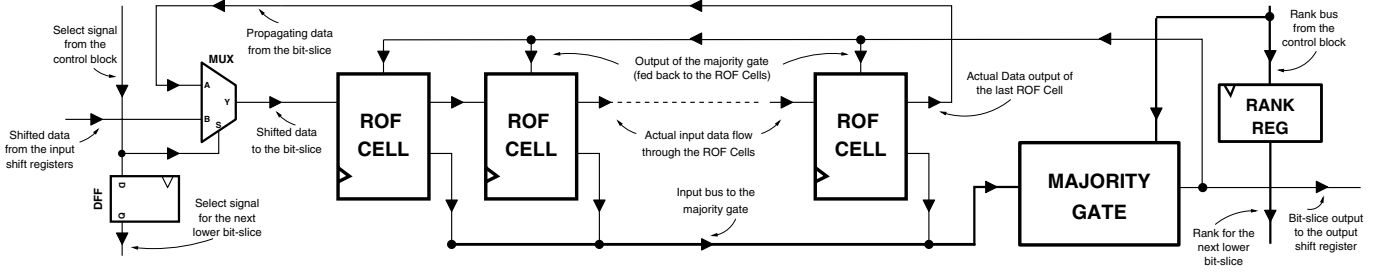 Select signal
from the
control block
Propagating data
from the bit-slice
MUX
A
B
S
Y
Shifted data
from the input
shift registers
Shifted data
to the bit-slice
DFF
D
Q
Select signal
for the next
lower bit-slice
ROF
CELL
ROF
CELL
Output of the majority gate
(fed back to the ROF Cells)
Actual input data flow
through the ROF Cells
Input bus to the
majority gate
ROF
CELL
Actual Data output of
the last ROF Cell
MAJORITY
GATE
Rank bus
from the
control block
RANK
REG
Rank for the
next lower
bit-slice
Bit-slice output
to the output
shift register